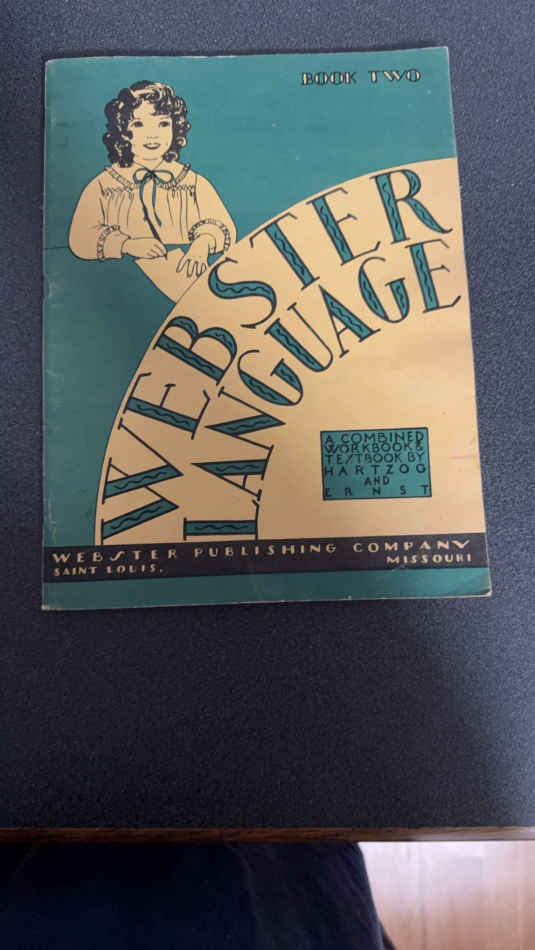 BOOK TWO
WEBSTER
LANGUAGE
A COMBINED
WORKBOOK &
TEXTBOOK BY
HARTZOG
AND
ERNST
WEBSTER PUBLISHING COMPANY
SAINT LOUIS, MISSOURI